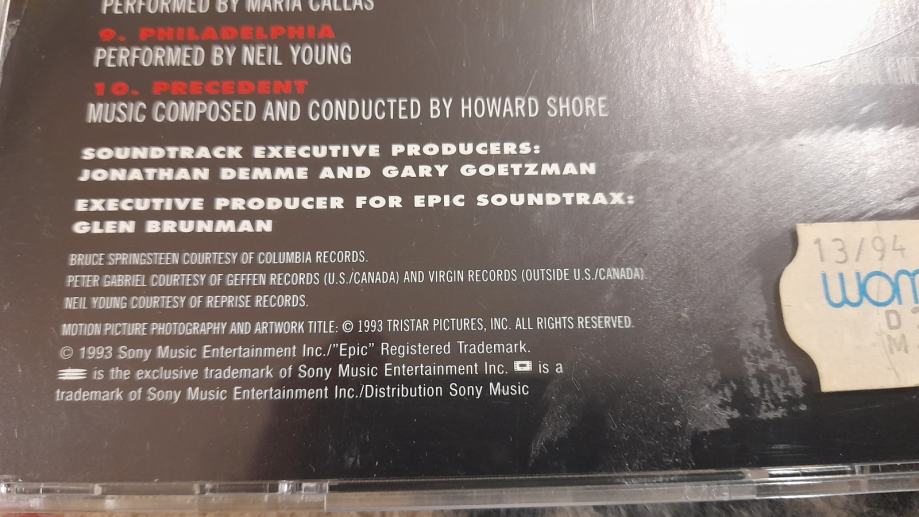 PERFORMED BY MARIA CALLAS
9. PHILADELPHIA
PERFORMED BY NEIL YOUNG
10. PRECEDENT
MUSIC COMPOSED AND CONDUCTED BY HOWARD SHORE
SOUNDTRACK EXECUTIVE PRODUCERS:
JONATHAN DEMME AND GARY GOETZMAN
EXECUTIVE PRODUCER FOR EPIC SOUNDTRAX:
GLEN BRUNMAN
BRUCE SPRINGSTEEN COURTESY OF COLUMBIA RECORDS.
PETER GABRIEL COURTESY OF GEFFEN RECORDS (U.S./CANADA) AND VIRGIN RECORDS (OUTSIDE U.S./CANADA).
NEIL YOUNG COURTESY OF REPRISE RECORDS.
MOTION PICTURE PHOTOGRAPHY AND ARTWORK TITLE: © 1993 TRISTAR PICTURES, INC. ALL RIGHTS RESERVED.
© 1993 Sony Music Entertainment Inc./"Epic" Registered Trademark.
is the exclusive trademark of Sony Music Entertainment Inc. is a
trademark of Sony Music Entertainment Inc./Distribution Sony Music
13/94
wom
D
M